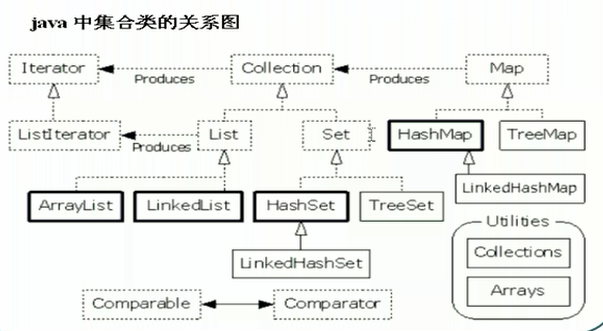 java 中集合类的关系图
Iterator
Produces
Collection
Produces
Map
ListIterator
Produces
List
Set
HashMap
TreeMap
ArrayList
LinkedList
HashSet
TreeSet
LinkedHashMap
LinkedHashSet
Utilities
Collections
Arrays
Comparable
Comparator